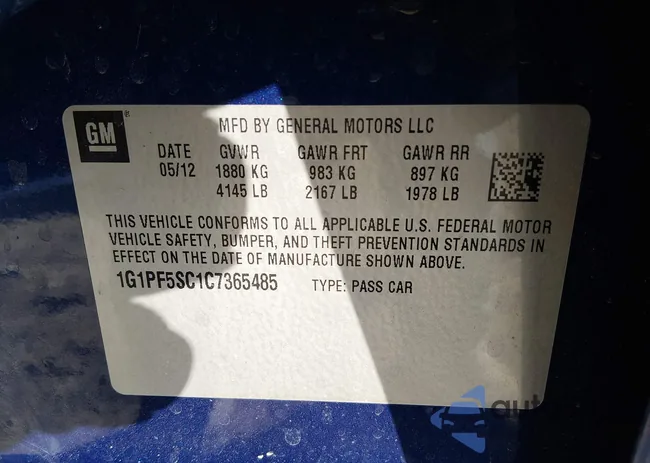 GM
MFD BY GENERAL MOTORS LLC
DATE GVWR GAWR FRT GAWR RR
05/12 1880 KG 983 KG 897 KG
4145 LB 2167 LB 1978 LB
THIS VEHICLE CONFORMS TO ALL APPLICABLE U.S. FEDERAL MOTOR
VEHICLE SAFETY, BUMPER, AND THEFT PREVENTION STANDARDS IN
EFFECT ON THE DATE OF MANUFACTURE SHOWN ABOVE.
1G1PF5SC1C7365485 TYPE: PASS CAR